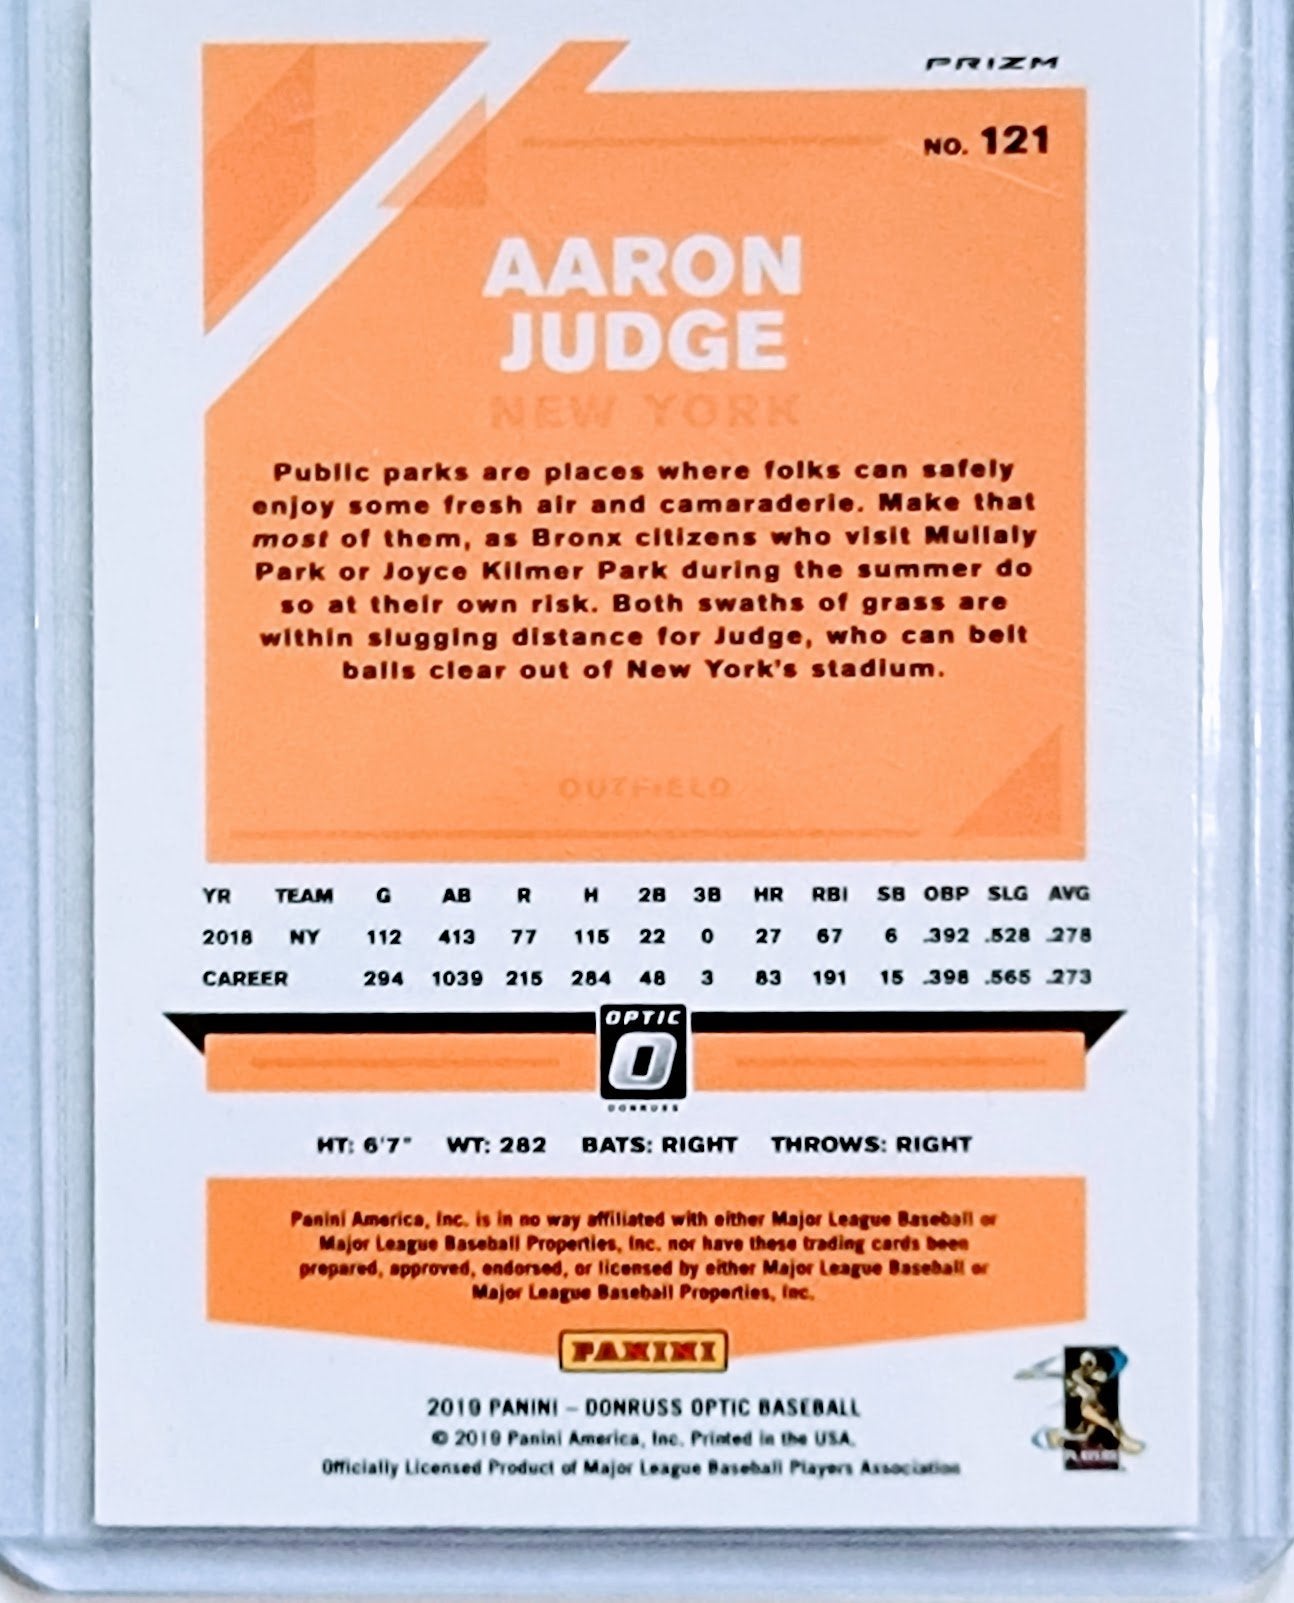 PRIZM
NO. 121
AARON
JUDGE
NEW YORK
Public parks are places where folks can safely
enjoy some fresh air and camaraderie. Make that
most of them, as Bronx citizens who visit Mullaly
Park or Joyce Kilmer Park during the summer do
so at their own risk. Both swaths of grass are
within slugging distance for Judge, who can belt
balls clear out of New York's stadium.
OUTFIELD
YR TEAM G AB R H 2B 3B HR RBI SB OBP SLG AVG
2018 NY 112 413 77 115 22 0 27 67 6 .392 .528 .278
CAREER 294 1039 215 284 48 3 83 191 15 .398 .565 .273
OPTIC
O
DONRUSS
HT: 6'7" WT: 282 BATS: RIGHT THROWS: RIGHT
Panini America, Inc. is in no way affiliated with either Major League Baseball or
Major League Baseball Properties, Inc. nor have these trading cards been
prepared, approved, endorsed, or licensed by either Major League Baseball or
Major League Baseball Properties, Inc.
PANINI
2019 PANINI – DONRUSS OPTIC BASEBALL
© 2019 Panini America, Inc. Printed in the USA.
Officially Licensed Product of Major League Baseball Players Association
PLAYERS